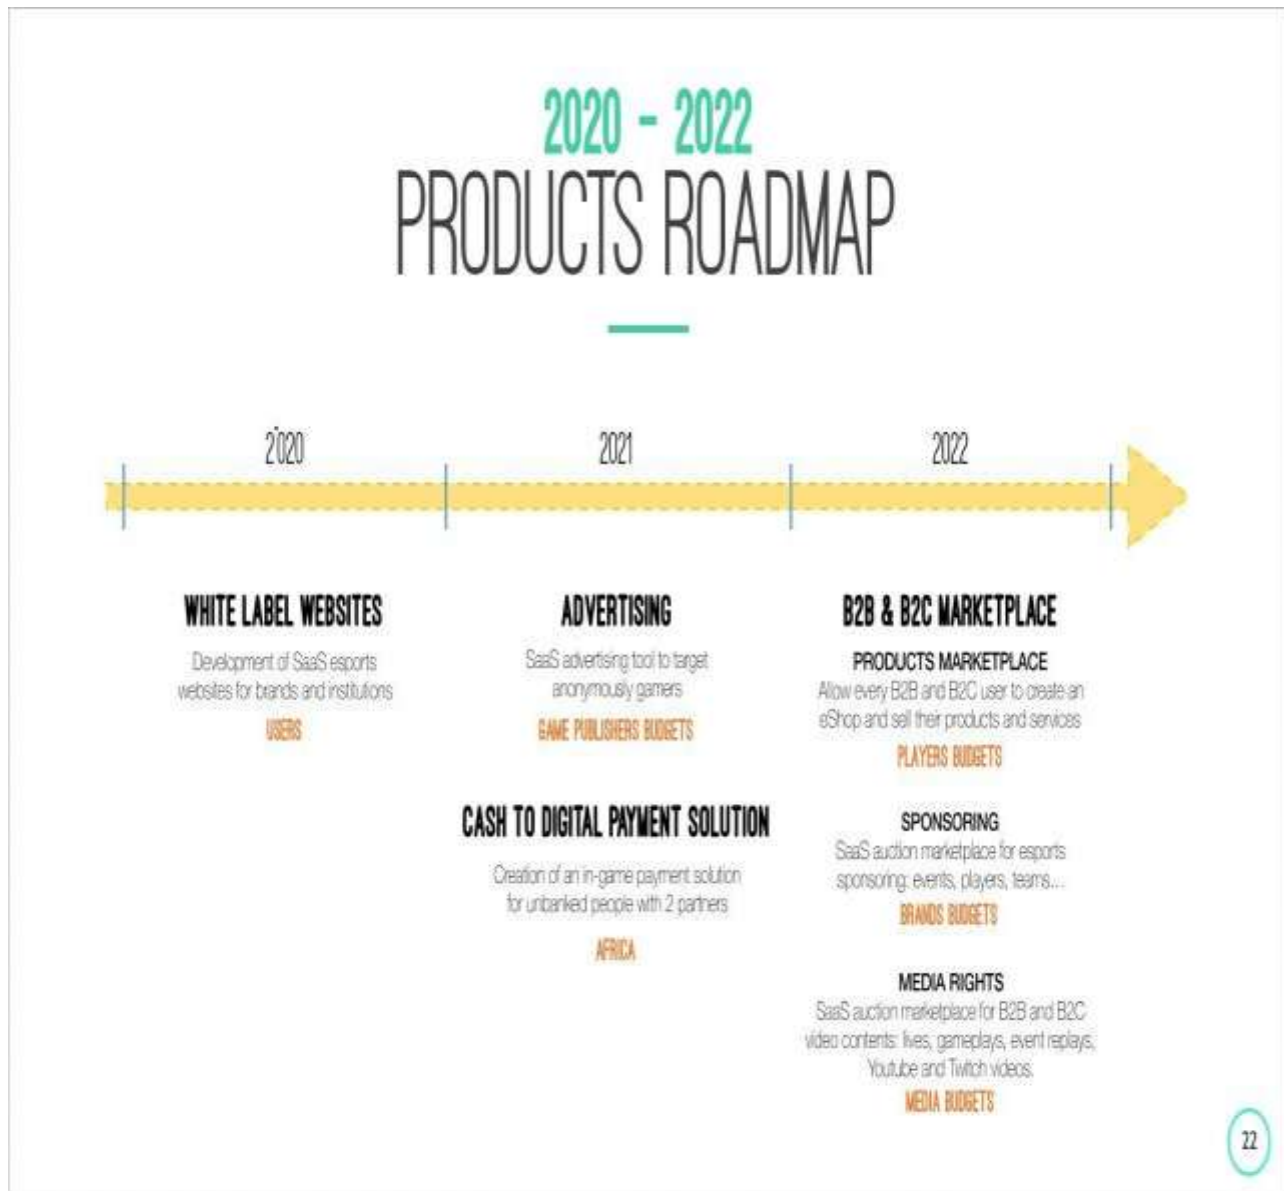 2020 - 2022
PRODUCTS ROADMAP
2020
2021
2022
WHITE LABEL WEBSITES
Development of SaaS esports
websites for brands and institutions
USERS
ADVERTISING
SaaS advertising tool to target
anonymously gamers
GAME PUBLISHERS BUDGETS
CASH TO DIGITAL PAYMENT SOLUTION
Creation of an in-game payment solution
for unbanked people with 2 partners
AFRICA
B2B & B2C MARKETPLACE
PRODUCTS MARKETPLACE
Allow every B2B and B2C user to create an
eShop and sell their products and services
PLAYERS BUDGETS
SPONSORING
SaaS auction marketplace for esports
sponsoring: events, players, teams...
BRANDS BUDGETS
MEDIA RIGHTS
SaaS auction marketplace for B2B and B2C
video contents: lives, gameplays, event replays,
Youtube and Twitch videos.
MEDIA BUDGETS
22